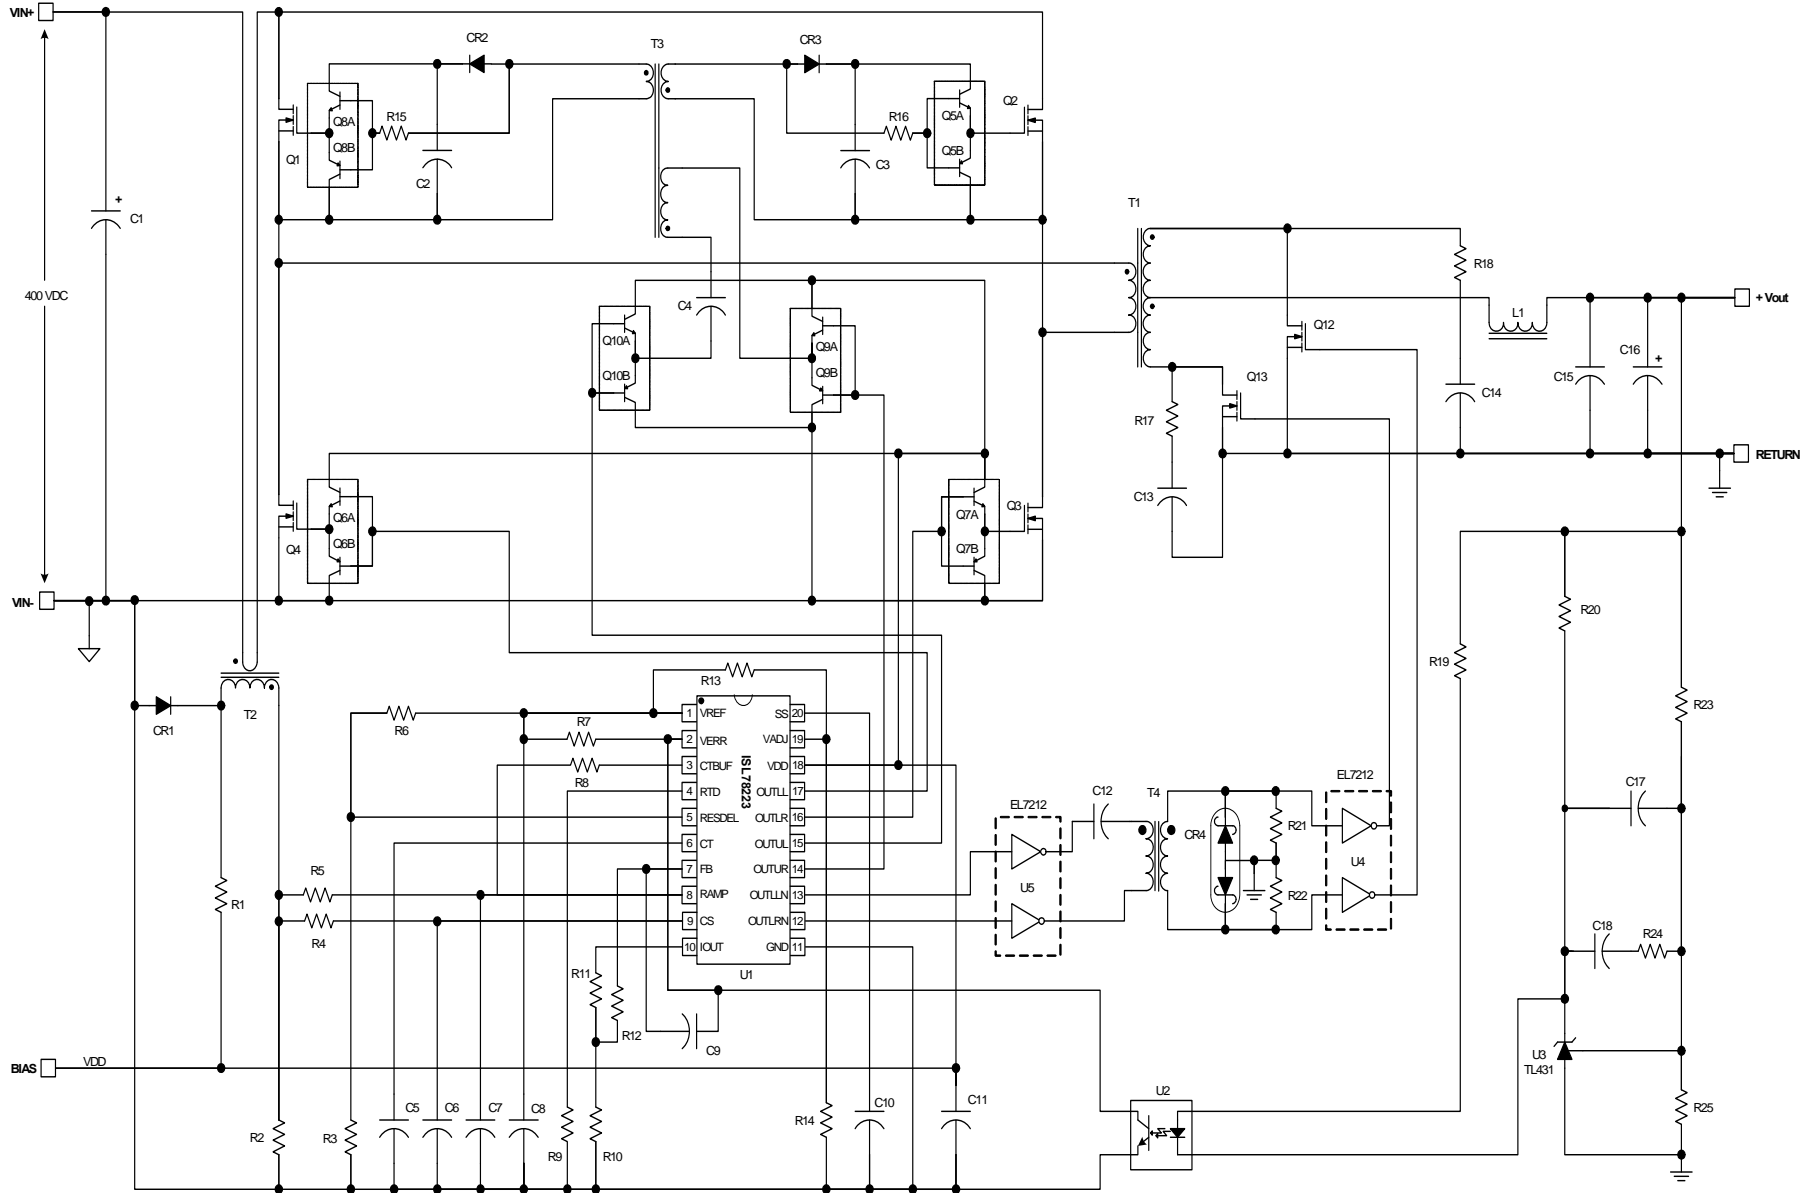 VIN+
CR2
T3
CR3
Q8A
Q8B
R15
Q1
C2
R16
Q5A
Q5B
Q2
C3
+
C1
T1
400 VDC
R18
C4
Q10A
Q10B
Q9A
Q9B
Q12
L1
+ Vout
C16
+
Q13
C15
C14
R17
RETURN
C13
Q6A
Q6B
Q4
Q7A
Q7B
Q3
VIN-
R20
R19
T2
CR1
R13
R6
R7
R8
R23
1 VREF
2 VERR
3 CTBUF
4 RTD
5 RESDEL
6 CT
7 FB
8 RAMP
9 CS
10 IOUT
ISL78223
SS 20
VADJ 19
VDD 18
OUTLL 17
OUTLR 16
OUTUL 15
OUTUR 14
OUTLLN 13
OUTLRN 12
GND 11
U1
EL7212
U5
C12
T4
CR4
R21
R22
EL7212
U4
C17
R5
R4
R1
C18
R24
R11
R12
C9
U3
TL431
BIAS
VDD
U2
R2
R3
C5
C6
C7
C8
R9
R10
R14
C10
C11
R25